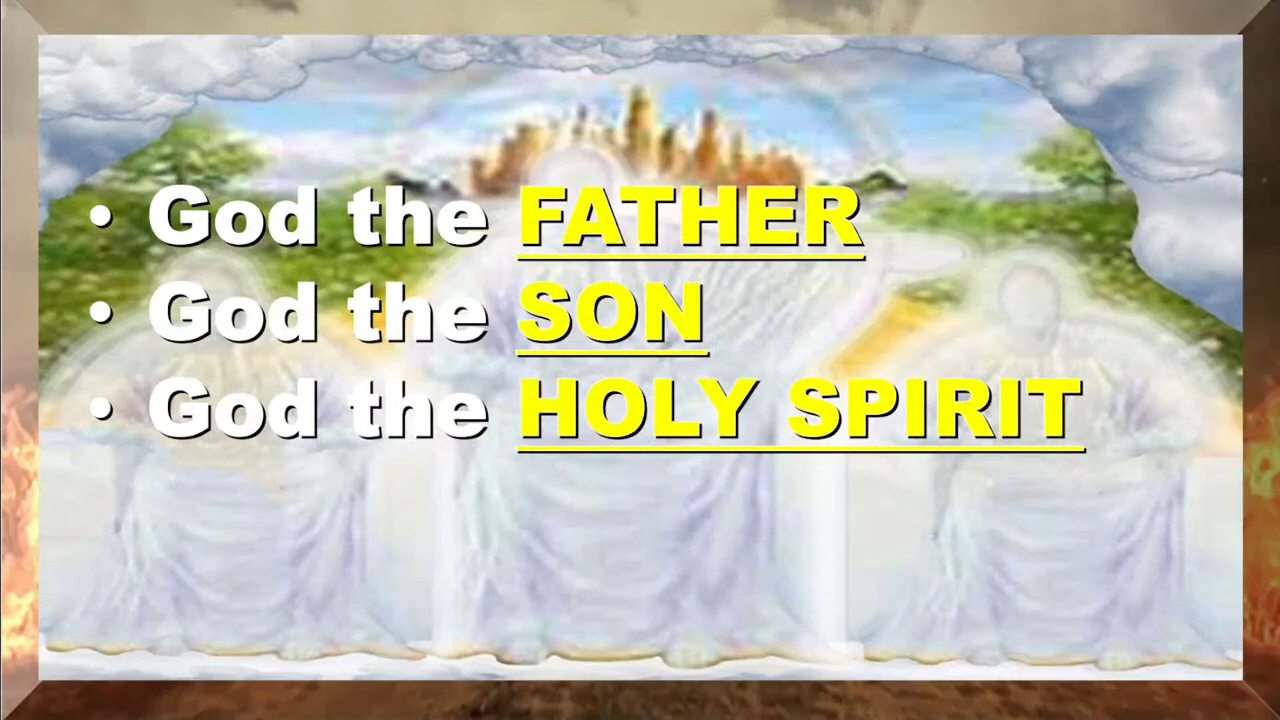 • God the FATHER
• God the SON
• God the HOLY SPIRIT